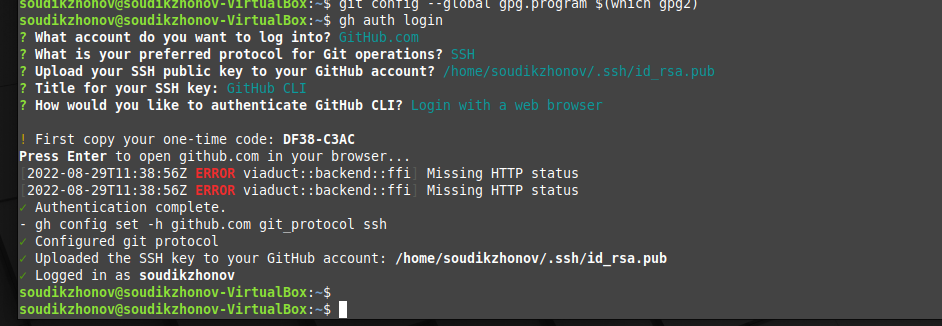 soudikzhonov@soudikzhonov-VirtualBox:~$ git config --global gpg.program $(which gpg2)
soudikzhonov@soudikzhonov-VirtualBox:~$ gh auth login
? What account do you want to log into? GitHub.com
? What is your preferred protocol for Git operations? SSH
? Upload your SSH public key to your GitHub account? /home/soudikzhonov/.ssh/id_rsa.pub
? Title for your SSH key: GitHub CLI
? How would you like to authenticate GitHub CLI? Login with a web browser
! First copy your one-time code: DF38-C3AC
Press Enter to open github.com in your browser...
[2022-08-29T11:38:56Z ERROR viaduct::backend::ffi] Missing HTTP status
[2022-08-29T11:38:56Z ERROR viaduct::backend::ffi] Missing HTTP status
✓ Authentication complete.
- gh config set -h github.com git_protocol ssh
✓ Configured git protocol
✓ Uploaded the SSH key to your GitHub account: /home/soudikzhonov/.ssh/id_rsa.pub
✓ Logged in as soudikzhonov
soudikzhonov@soudikzhonov-VirtualBox:~$
soudikzhonov@soudikzhonov-VirtualBox:~$